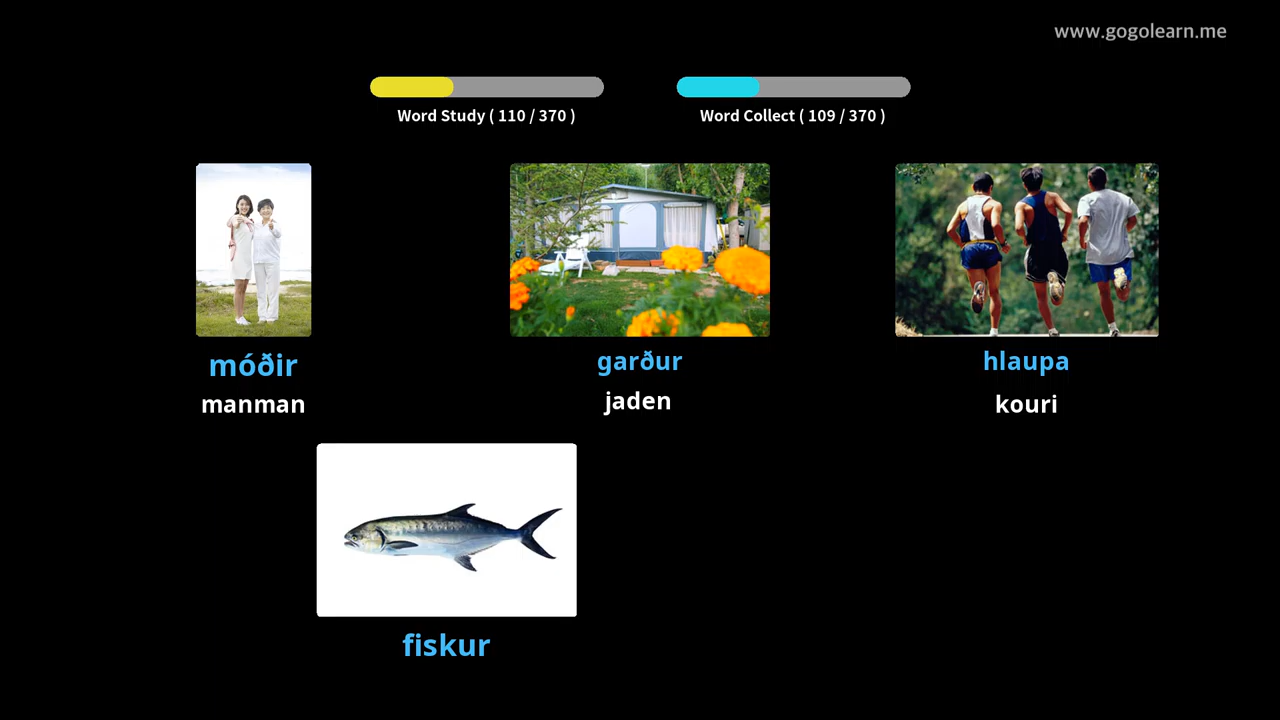 www.gogolearn.me
Word Study ( 110 / 370 )
Word Collect ( 109 / 370 )
móðir
garður
hlaupa
manman
jaden
kouri
fiskur